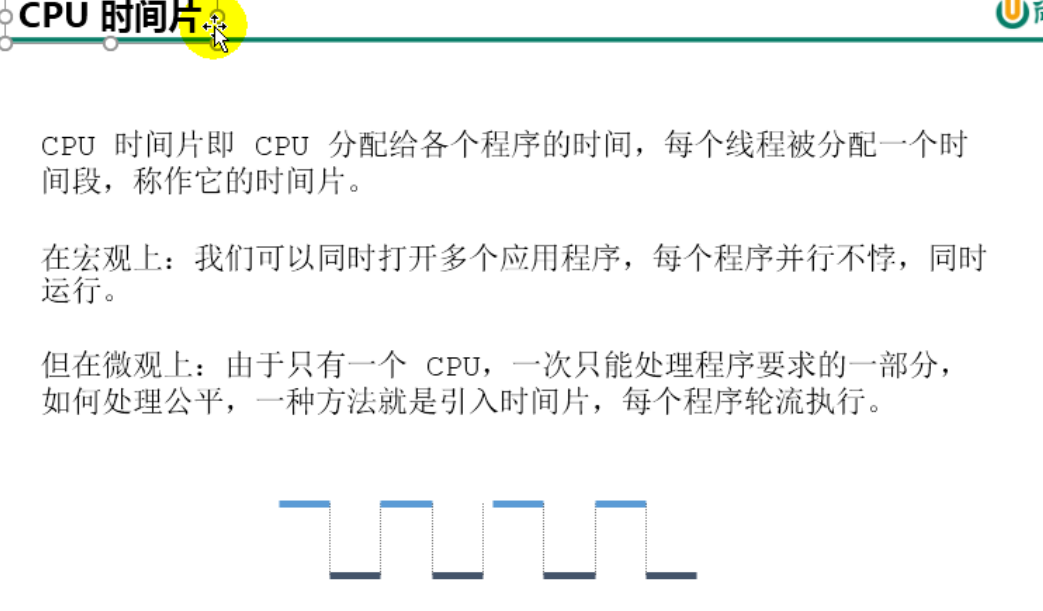 CPU 时间片
CPU 时间片即 CPU 分配给各个程序的时间，每个线程被分配一个时
间段，称作它的时间片。
在宏观上：我们可以同时打开多个应用程序，每个程序并行不悖，同时
运行。
但在微观上：由于只有一个 CPU，一次只能处理程序要求的一部分，
如何处理公平，一种方法就是引入时间片，每个程序轮流执行。